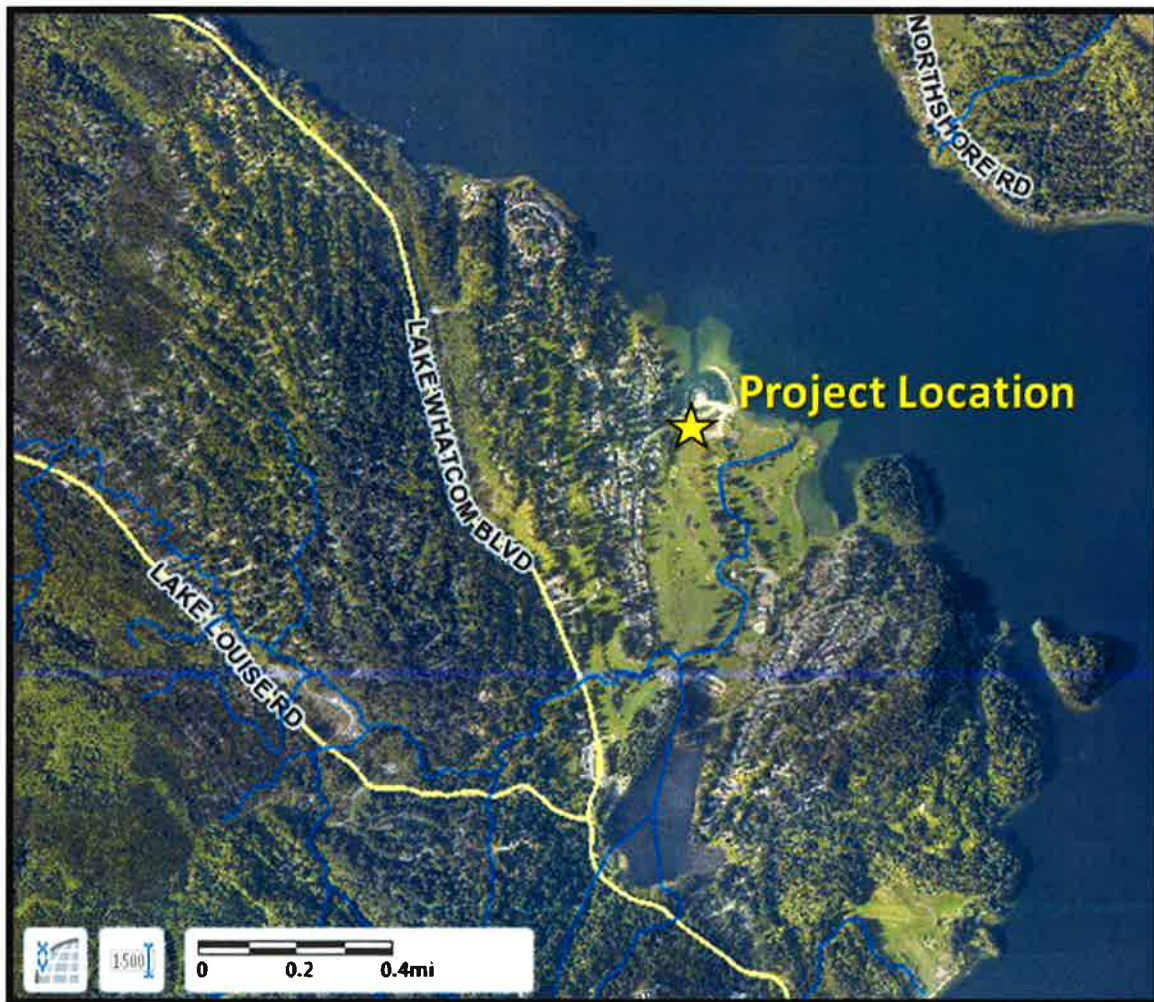 NORTHSHORE RD
LAKE WHATCOM BLVD
Project Location
LAKE LOUISE RD
1:500
0 0.2 0.4mi